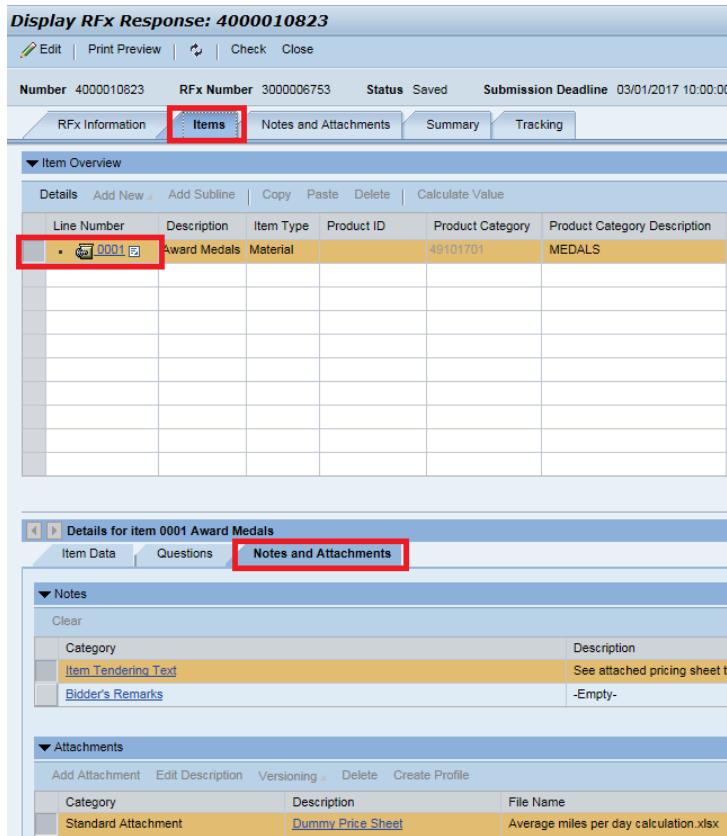 Display RFx Response: 4000010823
Edit | Print Preview | | Check Close
Number 4000010823 RFx Number 3000006753 Status Saved Submission Deadline 03/01/2017 10:00:00
RFx Information Items Notes and Attachments Summary Tracking
Item Overview
Details Add New Add Subline | Copy Paste Delete | Calculate Value
Line Number Description Item Type Product ID Product Category Product Category Description
0001 Award Medals Material 49101701 MEDALS
Details for item 0001 Award Medals
Item Data Questions Notes and Attachments
Notes
Clear
Category Description
Item Tendering Text See attached pricing sheet t
Bidder's Remarks -Empty-
Attachments
Add Attachment Edit Description Versioning Delete Create Profile
Category Description File Name
Standard Attachment Dummy Price Sheet Average miles per day calculation.xlsx